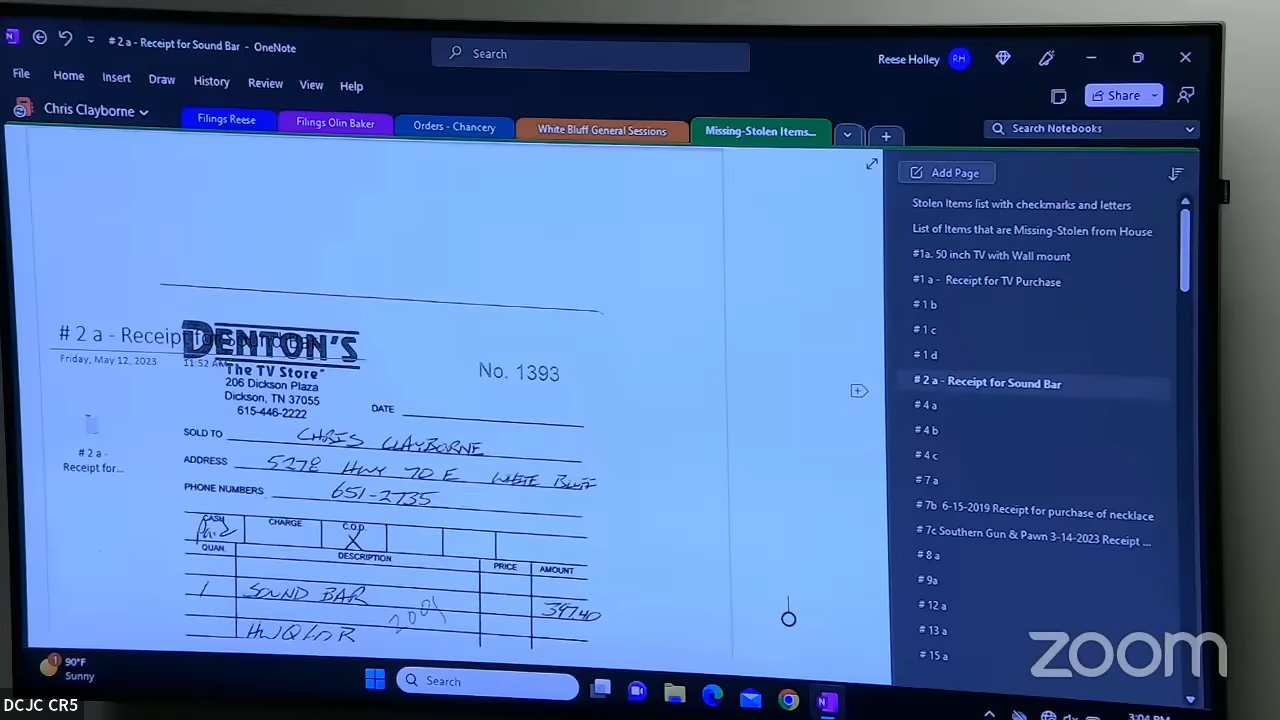 # 2 a - Receipt for Sound Bar - OneNote
Search
Reese Holley RH
File Home Insert Draw History Review View Help
Share
Chris Clayborne
Filings Reese
Filings Olin Baker
Orders - Chancery
White Bluff General Sessions
Missing-Stolen Items...
Search Notebooks
Add Page
Stolen Items list with checkmarks and letters
List of Items that are Missing-Stolen from House
#1a. 50 inch TV with Wall mount
#1 a - Receipt for TV Purchase
# 1 b
# 1 c
# 1 d
# 2 a - Receipt for Sound Bar
# 4 a
# 4 b
# 4 c
# 7 a
# 7b 6-15-2019 Receipt for purchase of necklace
# 7c Southern Gun & Pawn 3-14-2023 Receipt ...
# 8 a
# 9a
# 12 a
# 13 a
# 15 a
# 2 a - Receipt for Sound Bar
Friday, May 12, 2023 11:52 AM
# 2 a -
Receipt for...
DENTON'S
"The TV Store"
206 Dickson Plaza
Dickson, TN 37055
615-446-2222
No. 1393
DATE
SOLD TO CHRIS CLAYBORNE
ADDRESS 5278 HWY 70 E WHITE BLUFF
PHONE NUMBERS 651-2735
CASH CHARGE C.O.D. X
QUAN. DESCRIPTION PRICE AMOUNT
1 SOUND BAR
zoom
90°F
Sunny
1
Search
3:04 PM
DCJC CR5